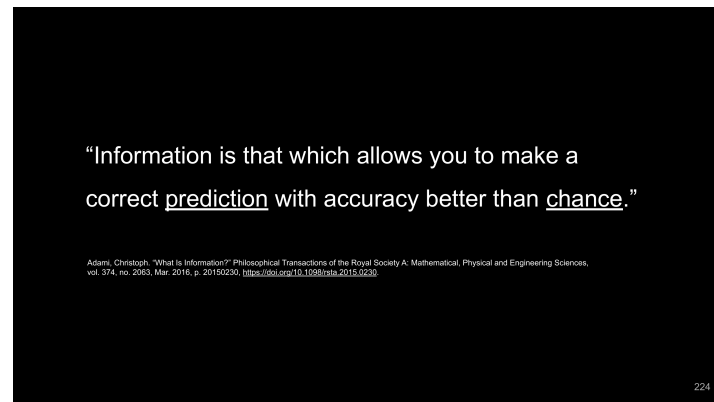 “Information is that which allows you to make a
correct prediction with accuracy better than chance.”
Adami, Christoph. “What Is Information?” Philosophical Transactions of the Royal Society A: Mathematical, Physical and Engineering Sciences,
vol. 374, no. 2063, Mar. 2016, p. 20150230, https://doi.org/10.1098/rsta.2015.0230.
224